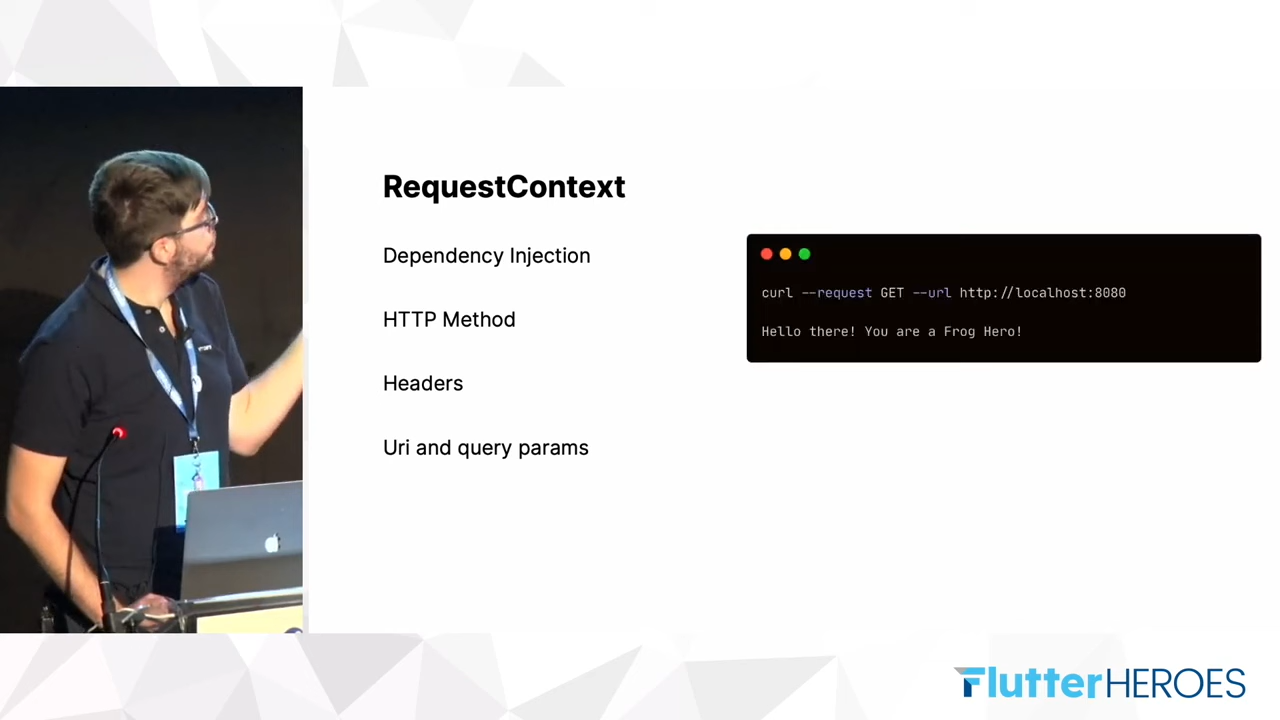 RequestContext
Dependency Injection
HTTP Method
Headers
Uri and query params
curl --request GET --url http://localhost:8080
Hello there! You are a Frog Hero!
FlutterHEROES